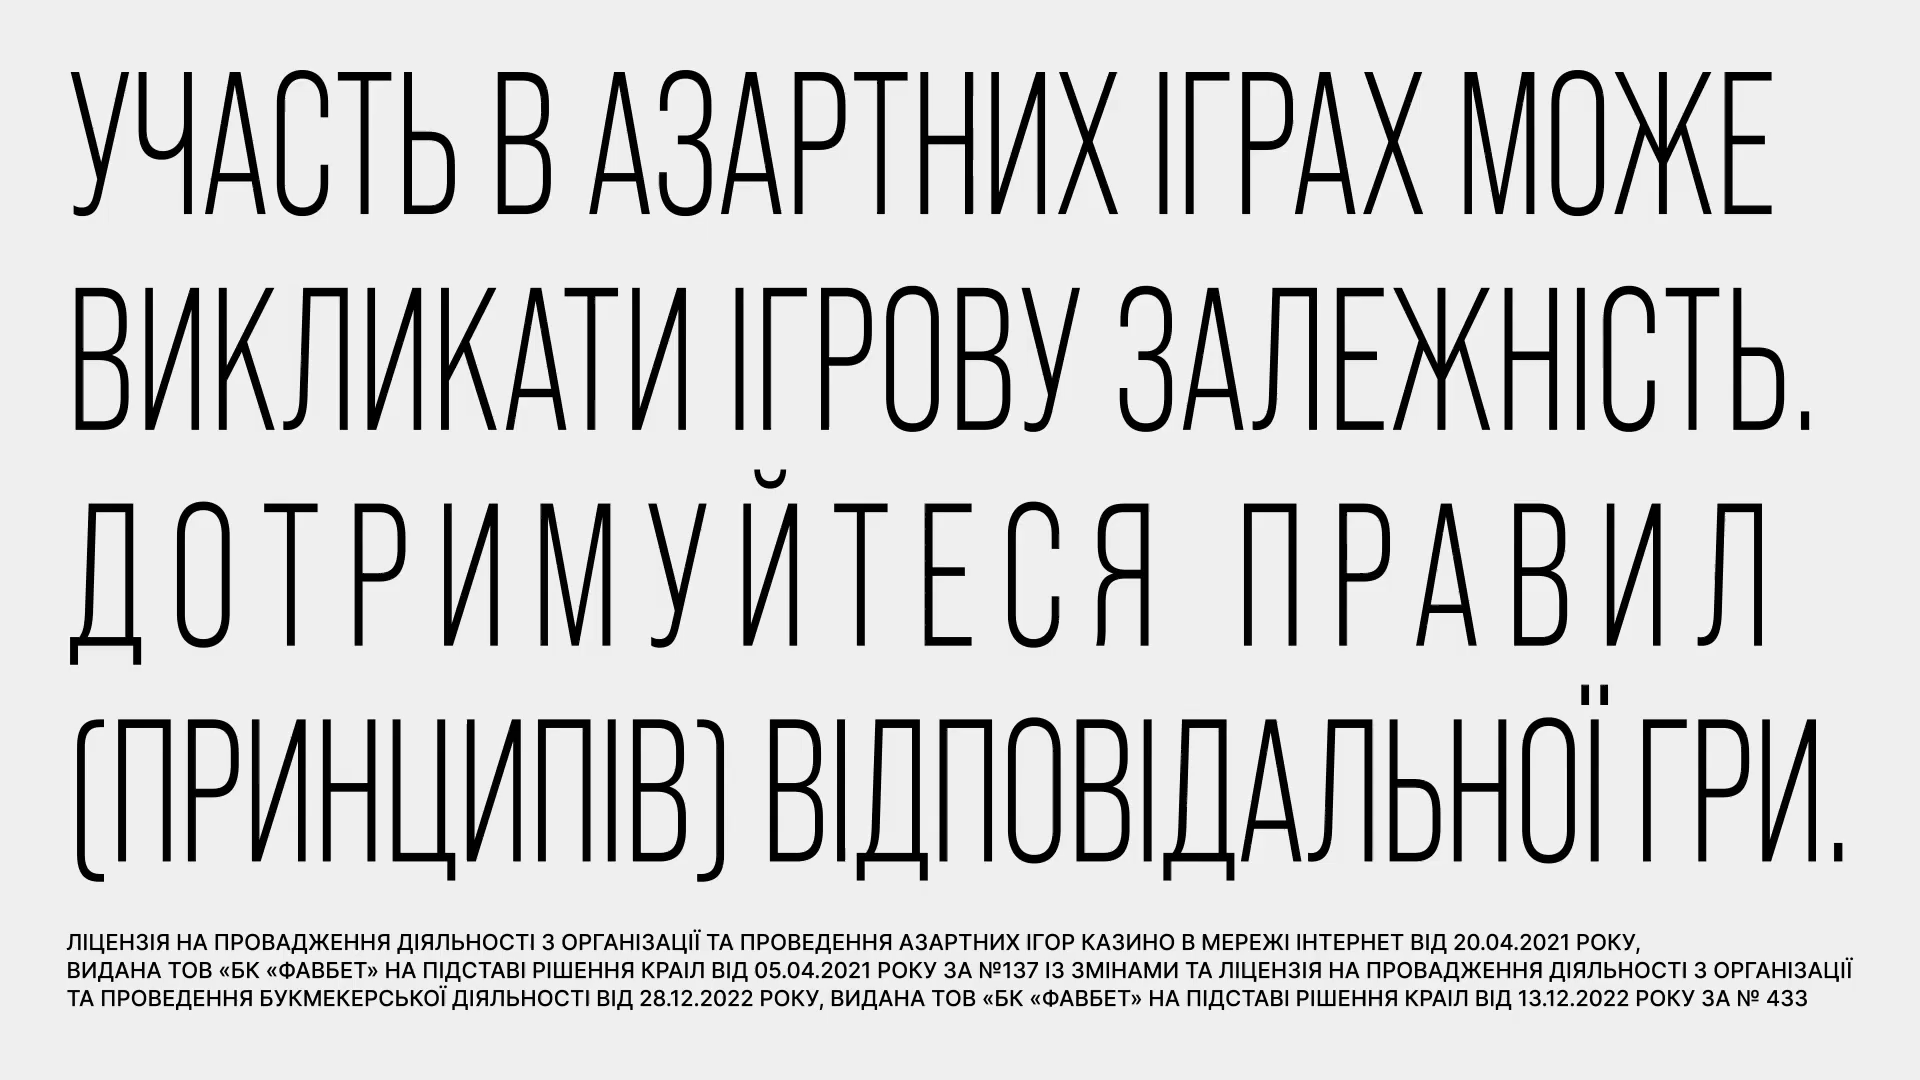 УЧАСТЬ В АЗАРТНИХ ІГРАХ МОЖЕ
ВИКЛИКАТИ ІГРОВУ ЗАЛЕЖНІСТЬ.
ДОТРИМУЙТЕСЯ ПРАВИЛ
(ПРИНЦИПІВ) ВІДПОВІДАЛЬНОЇ ГРИ.
ЛІЦЕНЗІЯ НА ПРОВАДЖЕННЯ ДІЯЛЬНОСТІ З ОРГАНІЗАЦІЇ ТА ПРОВЕДЕННЯ АЗАРТНИХ ІГОР КАЗИНО В МЕРЕЖІ ІНТЕРНЕТ ВІД 20.04.2021 РОКУ,
ВИДАНА ТОВ «БК «ФАВБЕТ» НА ПІДСТАВІ РІШЕННЯ КРАІЛ ВІД 05.04.2021 РОКУ ЗА №137 ІЗ ЗМІНАМИ ТА ЛІЦЕНЗІЯ НА ПРОВАДЖЕННЯ ДІЯЛЬНОСТІ З ОРГАНІЗАЦІЇ
ТА ПРОВЕДЕННЯ БУКМЕКЕРСЬКОЇ ДІЯЛЬНОСТІ ВІД 28.12.2022 РОКУ, ВИДАНА ТОВ «БК «ФАВБЕТ» НА ПІДСТАВІ РІШЕННЯ КРАІЛ ВІД 13.12.2022 РОКУ ЗА № 433